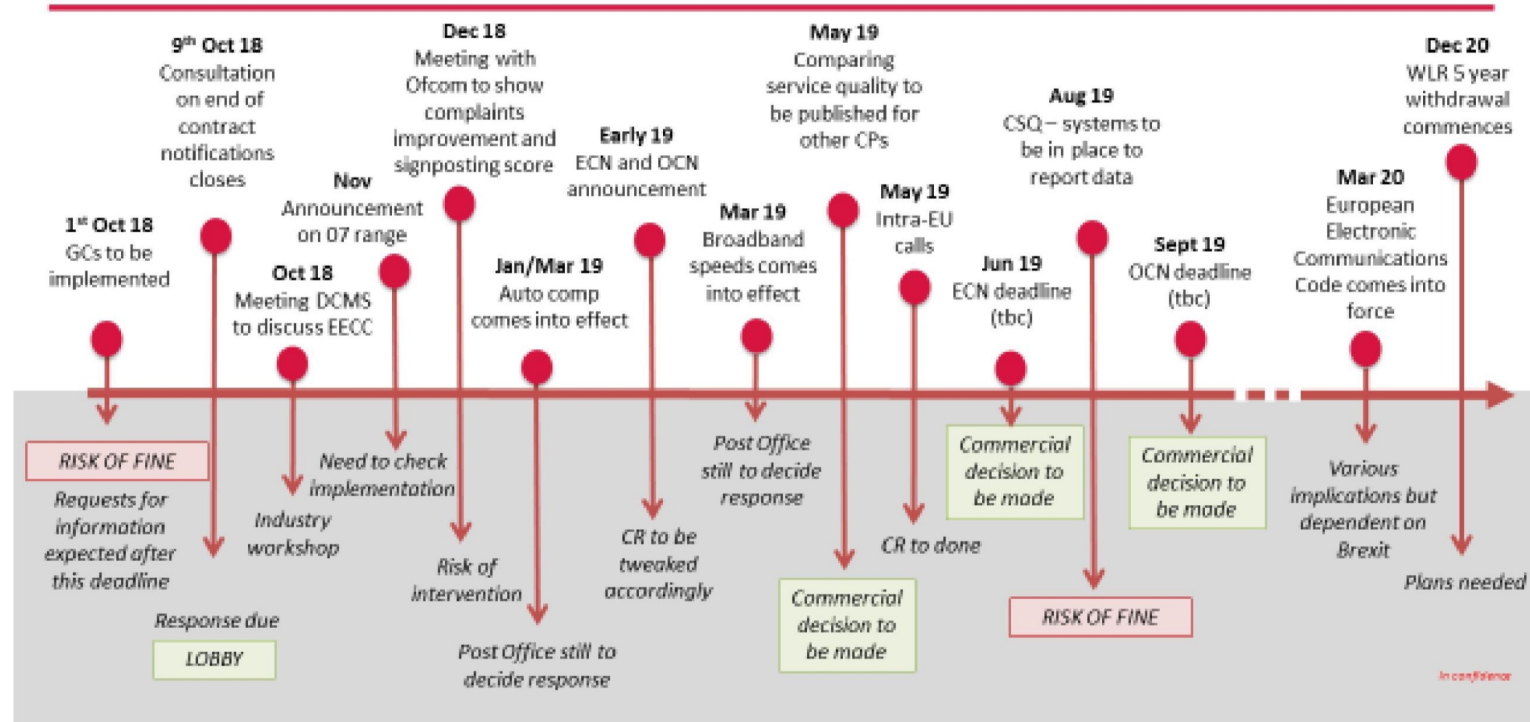 1st Oct 18
GCs to be
implemented
9th Oct 18
Consultation
on end of
contract
notifications
closes
Oct 18
Meeting DCMS
to discuss EECC
Nov
Announcement
on 07 range
Dec 18
Meeting with
Ofcom to show
complaints
improvement and
signposting score
Jan/Mar 19
Auto comp
comes into effect
Early 19
ECN and OCN
announcement
Mar 19
Broadband
speeds comes
into effect
May 19
Comparing
service quality to
be published for
other CPs
May 19
Intra-EU
calls
Jun 19
ECN deadline
(tbc)
Aug 19
CSQ – systems to
be in place to
report data
Sept 19
OCN deadline
(tbc)
Mar 20
European
Electronic
Communications
Code comes into
force
Dec 20
WLR 5 year
withdrawal
commences
RISK OF FINE
Requests for
information
expected after
this deadline
Response due
LOBBY
Industry
workshop
Need to check
implementation
Risk of
intervention
Post Office still to
decide response
CR to be
tweaked
accordingly
Post Office
still to decide
response
Commercial
decision to
be made
CR to done
Commercial
decision to
be made
RISK OF FINE
Commercial
decision to
be made
Various
implications but
dependent on
Brexit
Plans needed
In confidence